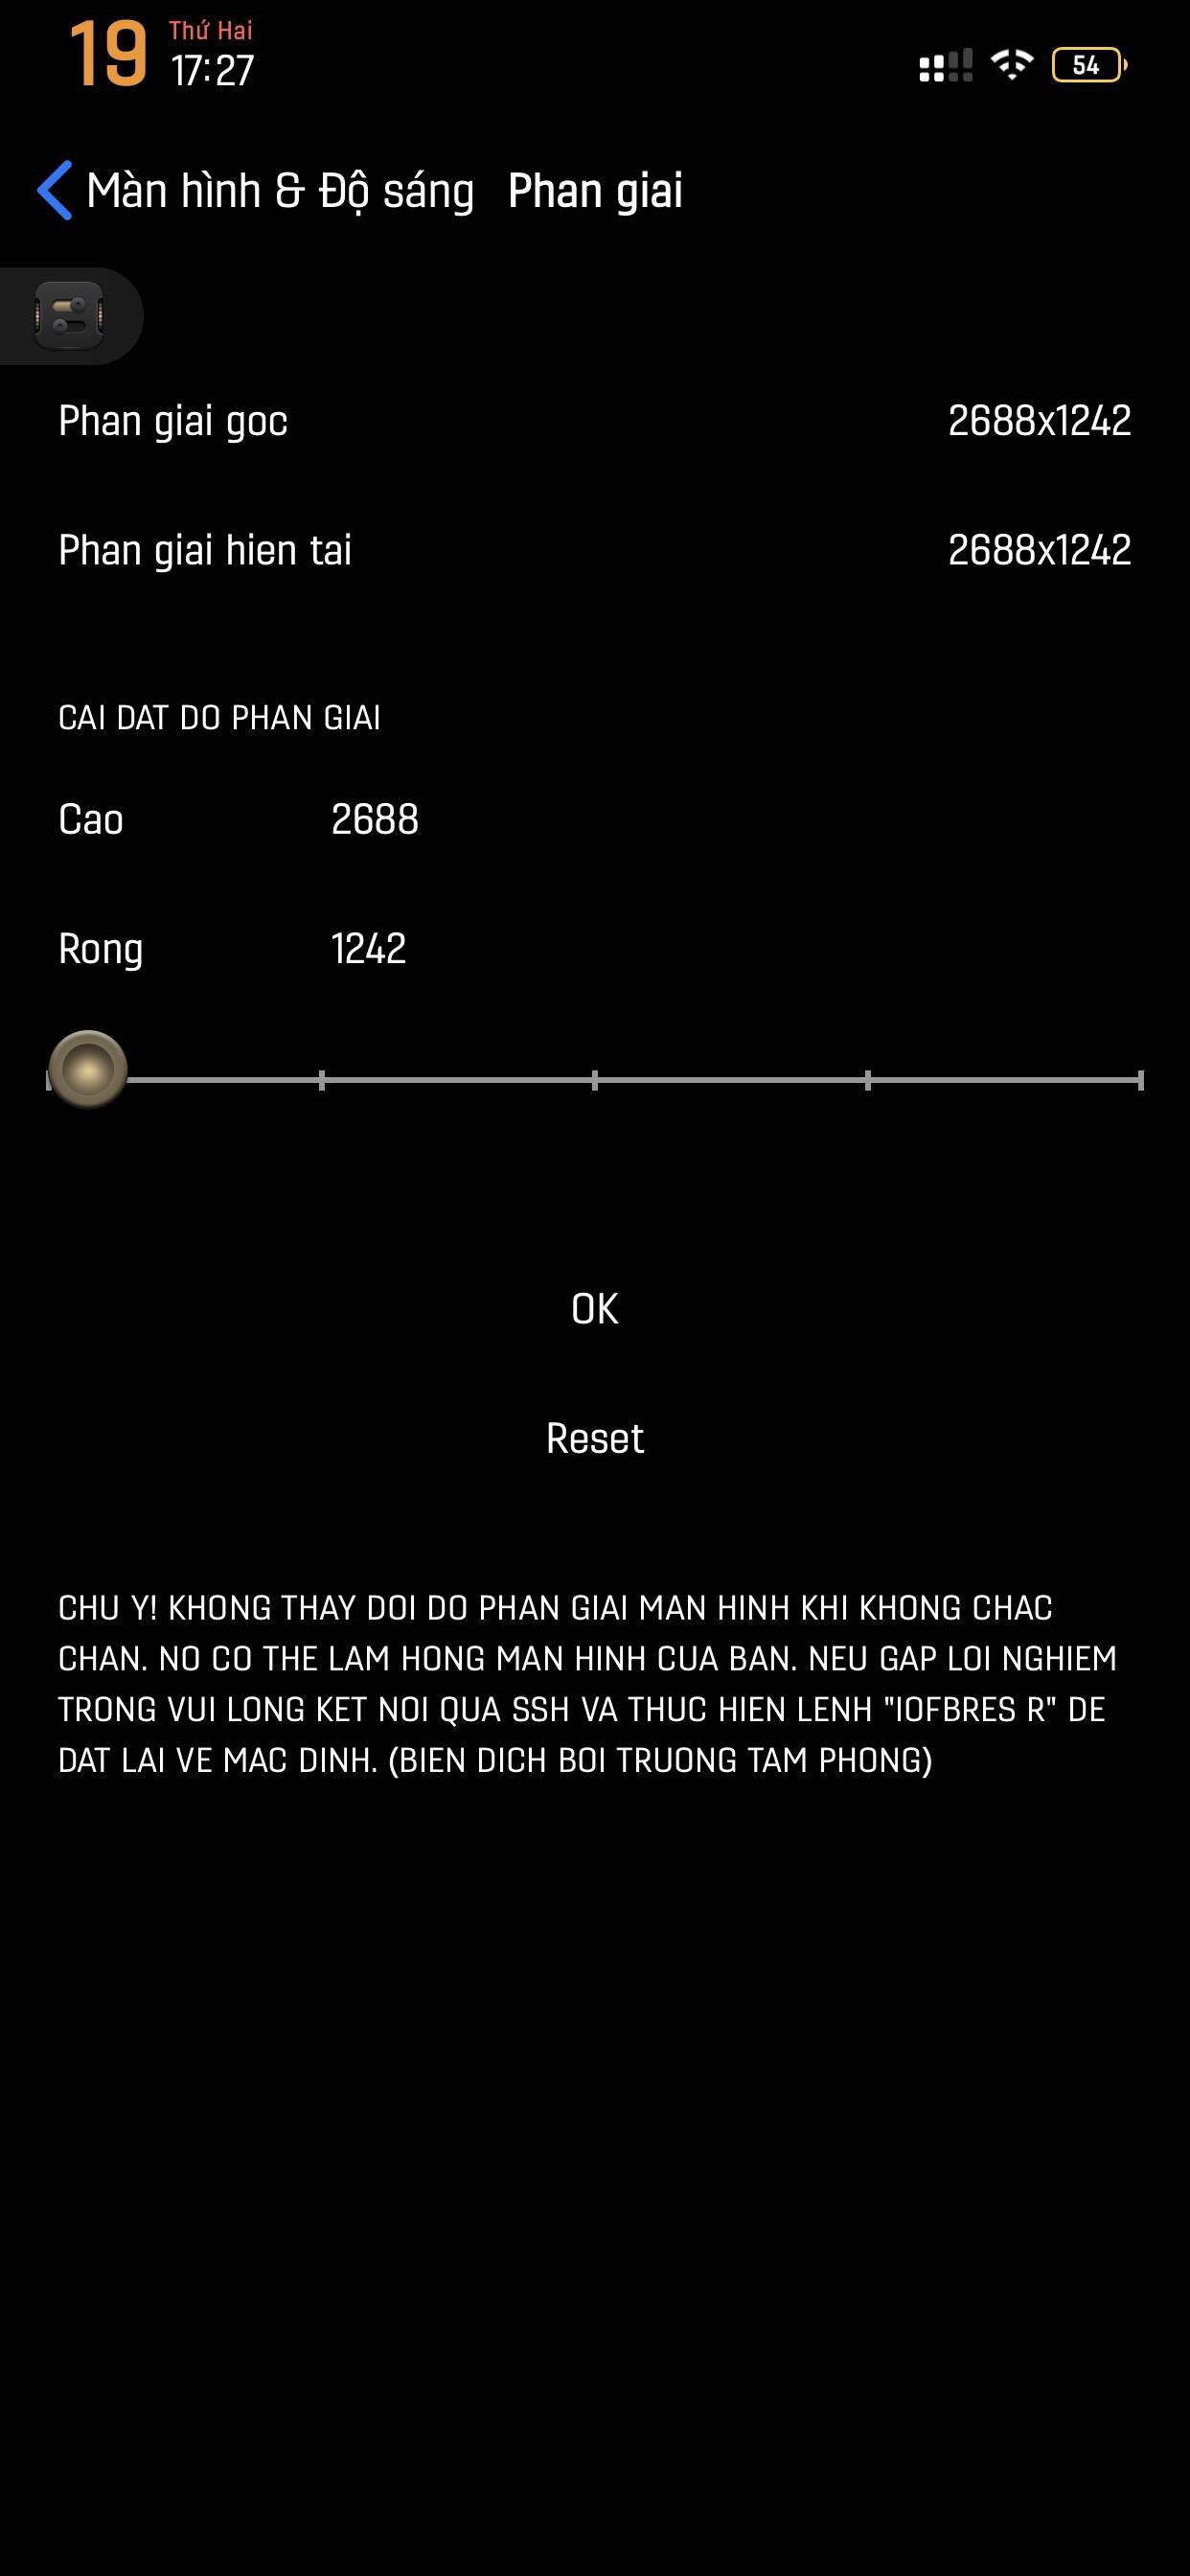 19 Thứ Hai
17:27
54
Màn hình & Độ sáng Phan giai
Phan giai goc 2688x1242
Phan giai hien tai 2688x1242
CAI DAT DO PHAN GIAI
Cao 2688
Rong 1242
OK
Reset
CHU Y! KHONG THAY DOI DO PHAN GIAI MAN HINH KHI KHONG CHAC
CHAN. NO CO THE LAM HONG MAN HINH CUA BAN. NEU GAP LOI NGHIEM
TRONG VUI LONG KET NOI QUA SSH VA THUC HIEN LENH "IOFBRES R" DE
DAT LAI VE MAC DINH. (BIEN DICH BOI TRUONG TAM PHONG)